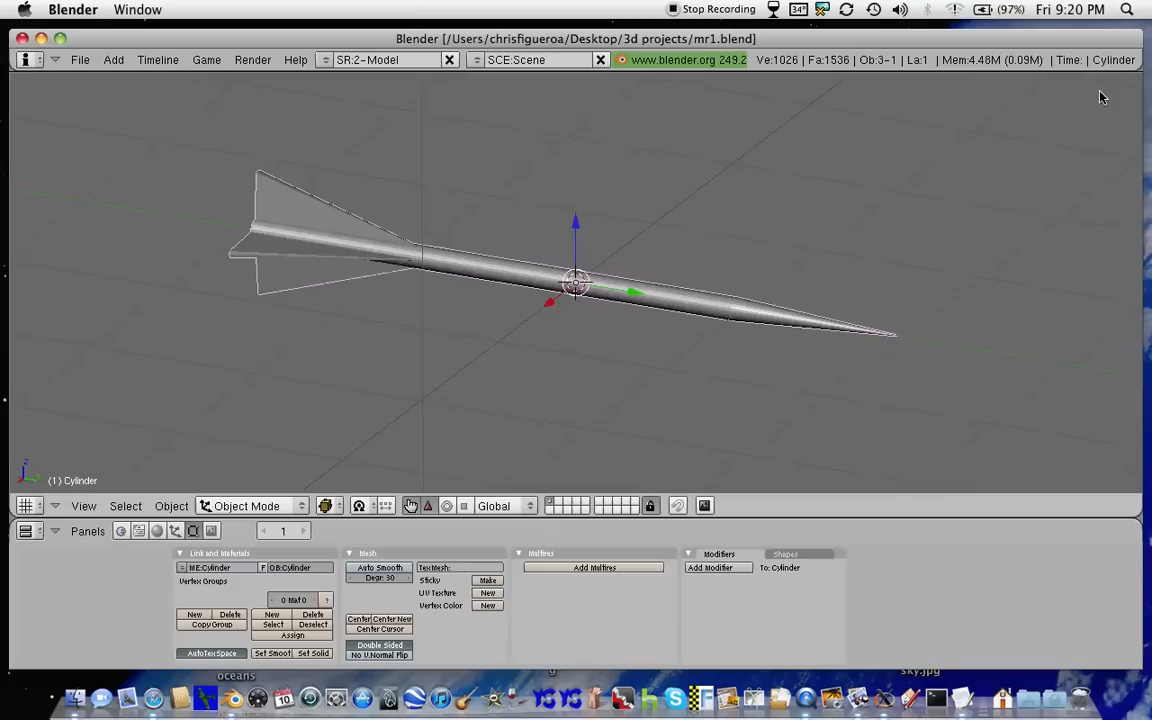 Blender Window Stop Recording 34° (97%) Fri 9:20 PM
Blender [/Users/chrisfigueroa/Desktop/3d projects/mr1.blend]
File Add Timeline Game Render Help SR:2-Model SCE:Scene www.blender.org 249.2 Ve:1026 | Fa:1536 | Ob:3-1 | La:1 | Mem:4.48M (0.09M) | Time: | Cylinder
(1) Cylinder
View Select Object Object Mode Global
Panels 1
Link and Materials Mesh Multires Modifiers Shapes
ME:Cylinder F OB:Cylinder Auto Smooth TexMesh: Add Multires Add Modifier To: Cylinder
Degr: 30
Vertex Groups Sticky Make
UV Texture New
0 Mat 0 ? Vertex Color New
New Delete New Delete Center Center New
Copy Group Select Deselect Center Cursor
Assign
Double Sided
AutoTexSpace Set Smoot Set Solid No V.Normal Flip
oceans
sky.jpg
10